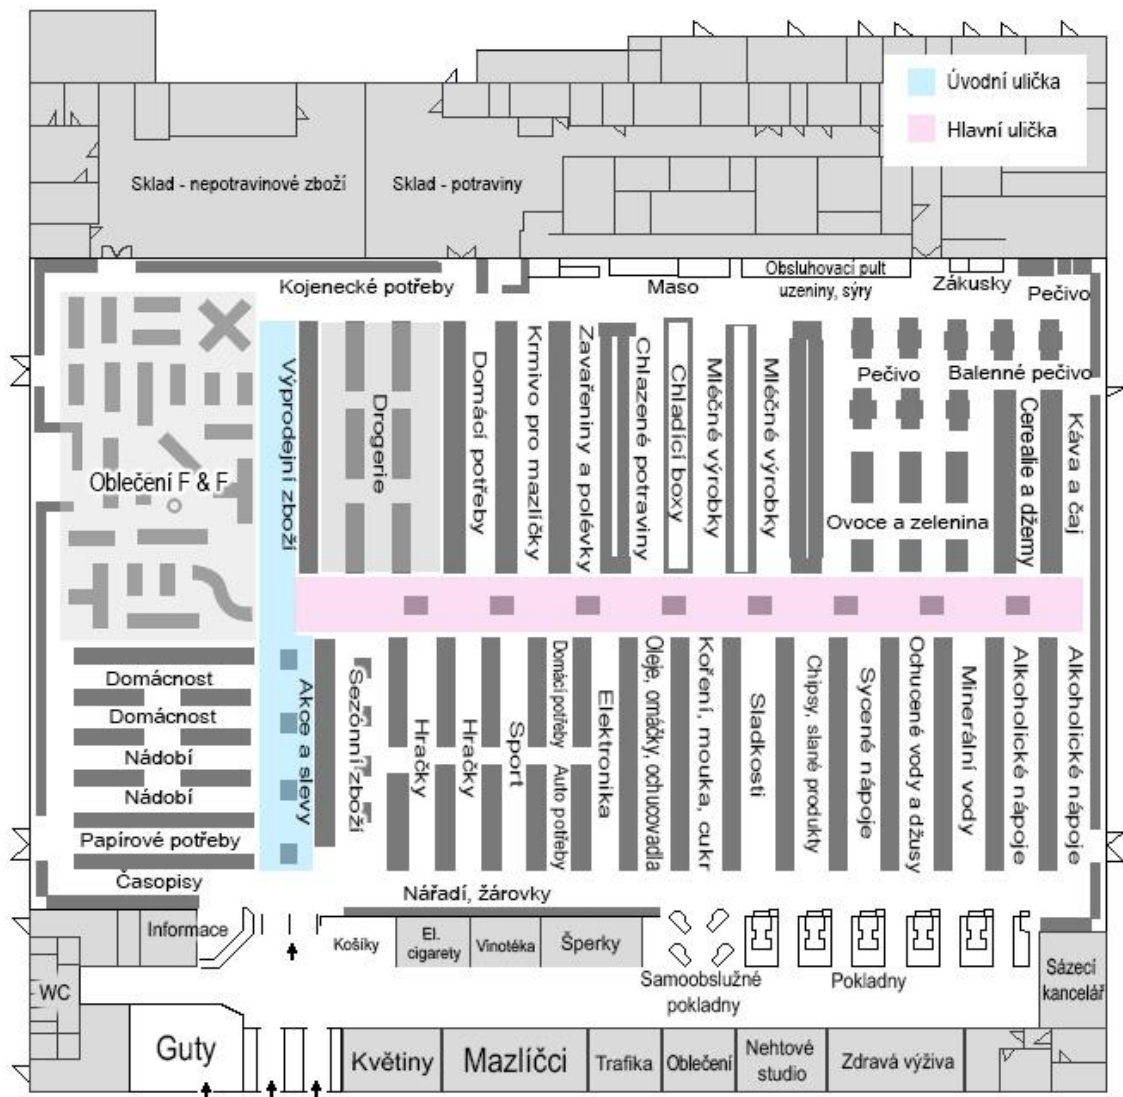 Úvodní ulička
Hlavní ulička
Sklad - nepotravinové zboží
Sklad - potraviny
Kojenecké potřeby
Maso
Obsluhovací pult
uzeniny, sýry
Zákusky
Pečivo
Oblečení F & F
Výprodejní zboží
Drogerie
Domácí potřeby
Krmivo pro mazlíčky
Zavařeniny a polévky
Chlazené potraviny
Chladící boxy
Mléčné výrobky
Mléčné výrobky
Pečivo
Balenné pečivo
Ovoce a zelenina
Cerealie a džemy
Káva a čaj
Domácnost
Domácnost
Nádobí
Nádobí
Papírové potřeby
Časopisy
Akce a slevy
Sezónní zboží
Hračky
Hračky
Sport
Domácí potřeby
Auto potřeby
Elektronika
Oleje, omáčky, ochucovadla
Koření, mouka, cukr
Sladkosti
Chipsy, slané produkty
Sycené nápoje
Ochucené vody a džusy
Minerální vody
Alkoholické nápoje
Alkoholické nápoje
Nářadí, žárovky
Informace
Košíky
El.
cigarety
Vinotéka
Šperky
Samoobslužné
pokladny
Pokladny
Sázecí
kancelář
WC
Guty
Květiny
Mazlíčci
Trafika
Oblečení
Nehtové
studio
Zdravá výživa